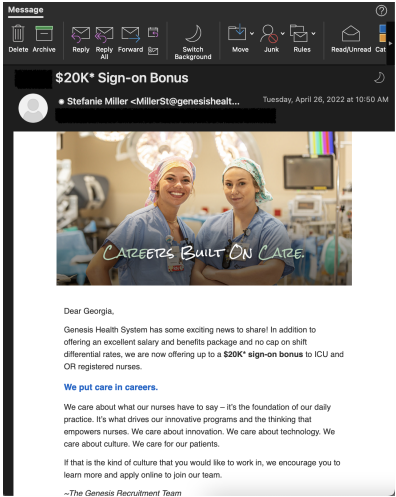 Message
Delete Archive Reply Reply All Forward Switch Background Move Junk Rules Read/Unread Cat
$20K* Sign-on Bonus
Stefanie Miller <MillerSt@genesishealt...
Tuesday, April 26, 2022 at 10:50 AM
CAREERS BUILT ON CARE.
Dear Georgia,
Genesis Health System has some exciting news to share! In addition to
offering an excellent salary and benefits package and no cap on shift
differential rates, we are now offering up to a $20K* sign-on bonus to ICU and
OR registered nurses.
We put care in careers.
We care about what our nurses have to say – it's the foundation of our daily
practice. It's what drives our innovative programs and the thinking that
empowers nurses. We care about innovation. We care about technology. We
care about culture. We care for our patients.
If that is the kind of culture that you would like to work in, we encourage you to
learn more and apply online to join our team.
~The Genesis Recruitment Team